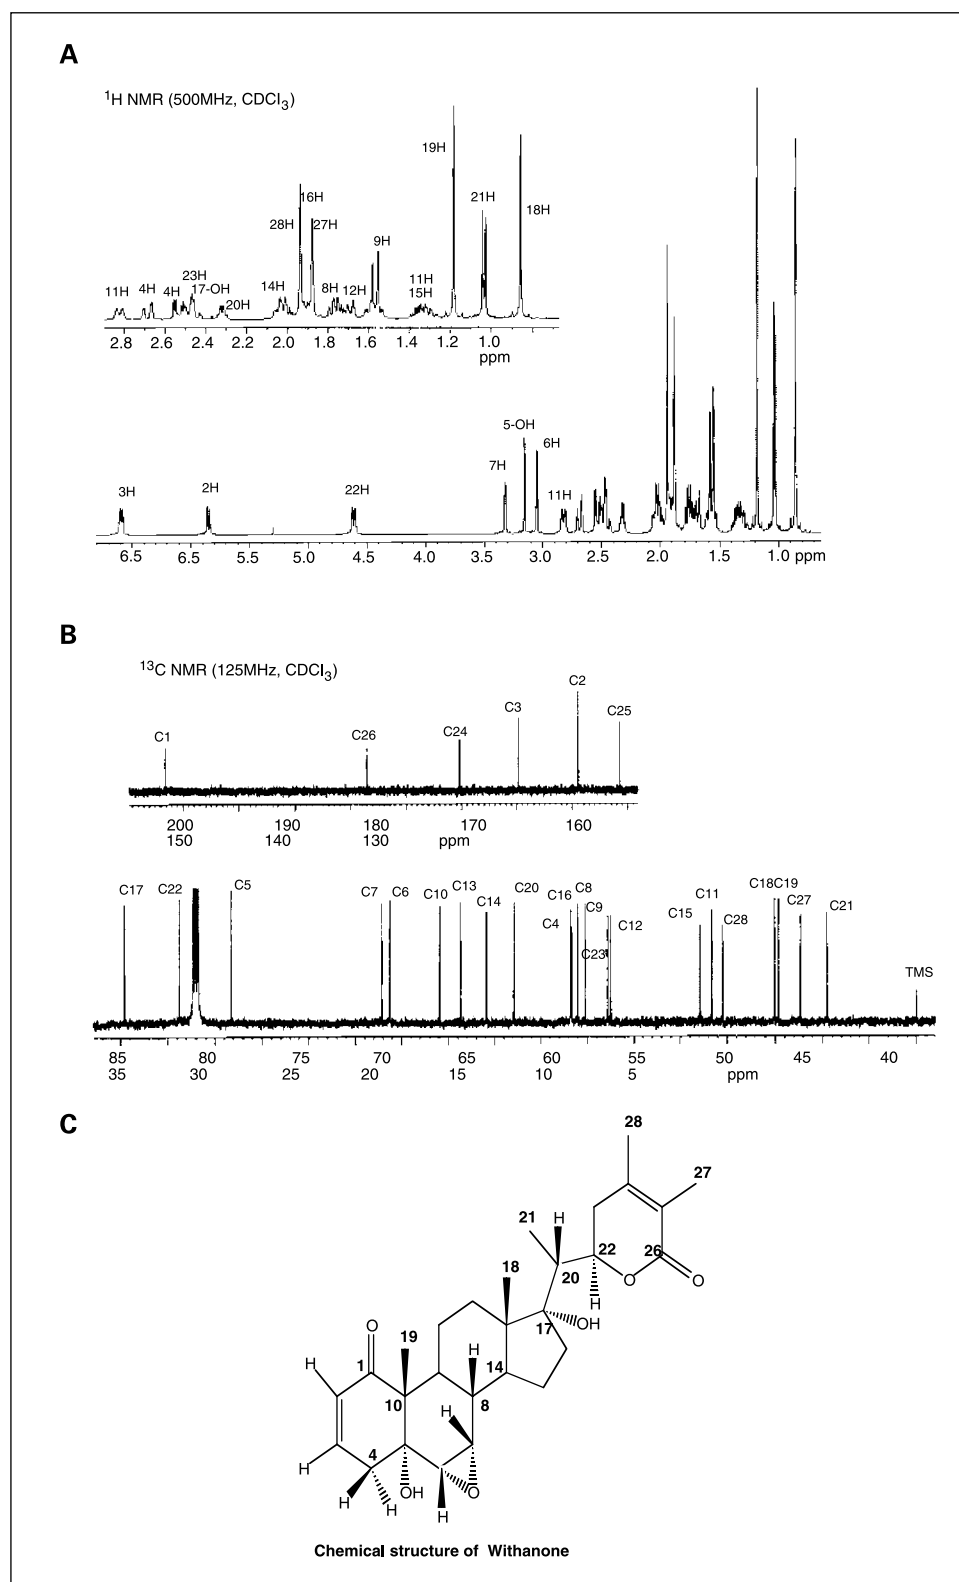 A
¹H NMR (500MHz, CDCl₃)
19H
16H
21H
28H
27H
18H
9H
23H
11H
4H
17-OH
14H
8H
12H
11H
15H
4H
20H
2.8 2.6 2.4 2.2 2.0 1.8 1.6 1.4 1.2 1.0
ppm
5-OH
7H
6H
3H
2H
22H
11H
6.5 6.0 5.5 5.0 4.5 4.0 3.5 3.0 2.5 2.0 1.5 1.0 ppm
B
¹³C NMR (125MHz, CDCl₃)
C2
C3
C25
C1
C26
C24
200 190 180 170 160
150 140 130 ppm
C17 C22 C5 C7 C6 C10 C13 C14 C20 C16 C8 C4 C9 C23 C12 C15 C11 C28 C18 C19 C27 C21
TMS
85 80 75 70 65 60 55 50 45 40
35 30 25 20 15 10 5 ppm
C
28
27
21
H
22
26
20
O
O
18
H
17
OH
O
19
H
H
1
14
10
8
H
H
4
OH
O
H
H
H
Chemical structure of Withanone